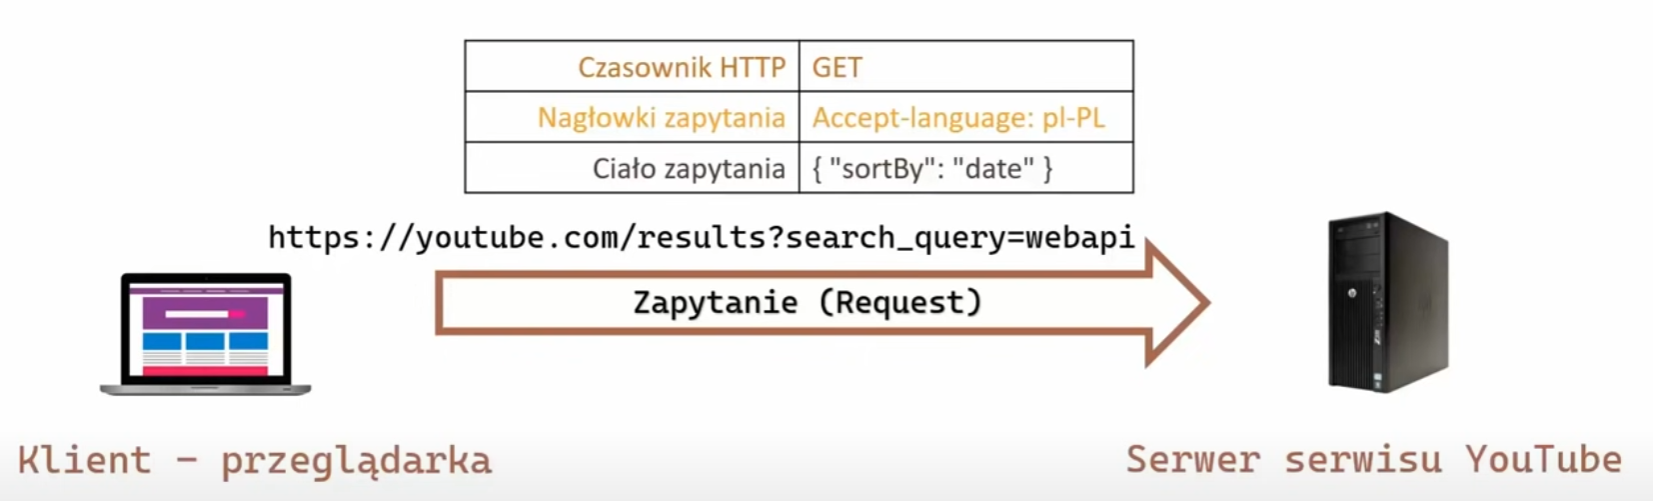 Czasownik HTTP GET
Nagłowki zapytania Accept-language: pl-PL
Ciało zapytania { "sortBy": "date" }
https://youtube.com/results?search_query=webapi
Zapytanie (Request)
Klient - przeglądarka
Serwer serwisu YouTube